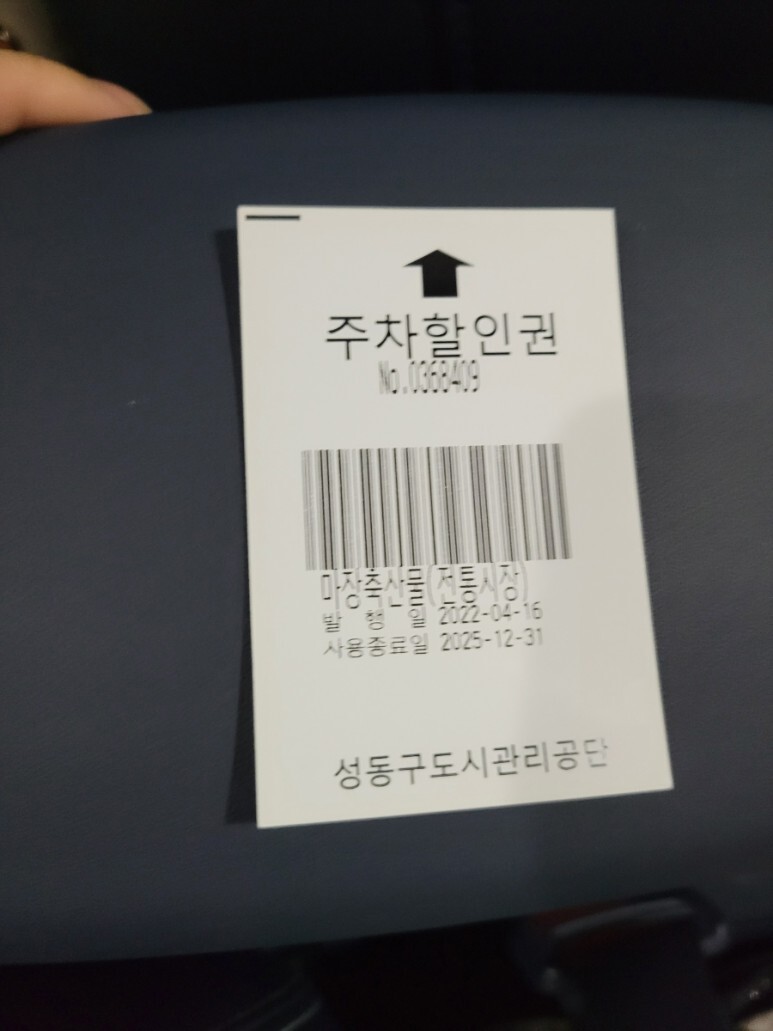 주차할인권
No.0368409
마장축산물(전통시장)
발 행 일 2022-04-16
사용종료일 2025-12-31
성동구도시관리공단